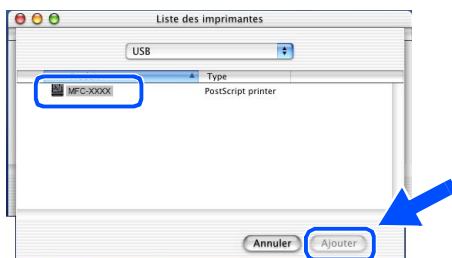 Liste des imprimantes
USB
Type
MFC-XXXX PostScript printer
Annuler Ajouter